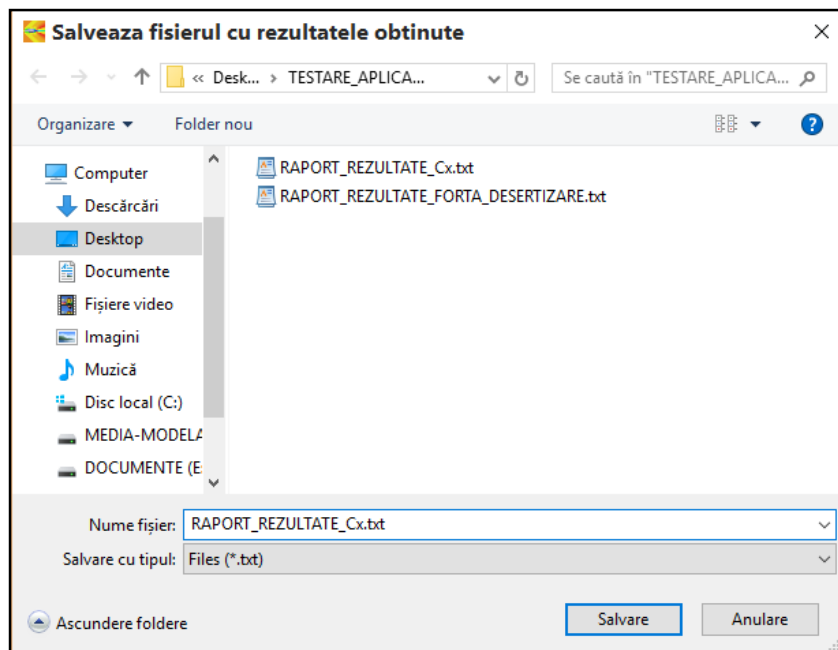 Salveaza fisierul cu rezultatele obtinute
« Desk... › TESTARE_APLICA...
Se caută în "TESTARE_APLICA...
Organizare
Folder nou
Computer
Descărcări
Desktop
Documente
Fișiere video
Imagini
Muzică
Disc local (C:)
MEDIA-MODELA
DOCUMENTE (E:
RAPORT_REZULTATE_Cx.txt
RAPORT_REZULTATE_FORTA_DESERTIZARE.txt
Nume fișier: RAPORT_REZULTATE_Cx.txt
Salvare cu tipul: Files (*.txt)
Ascundere foldere
Salvare
Anulare